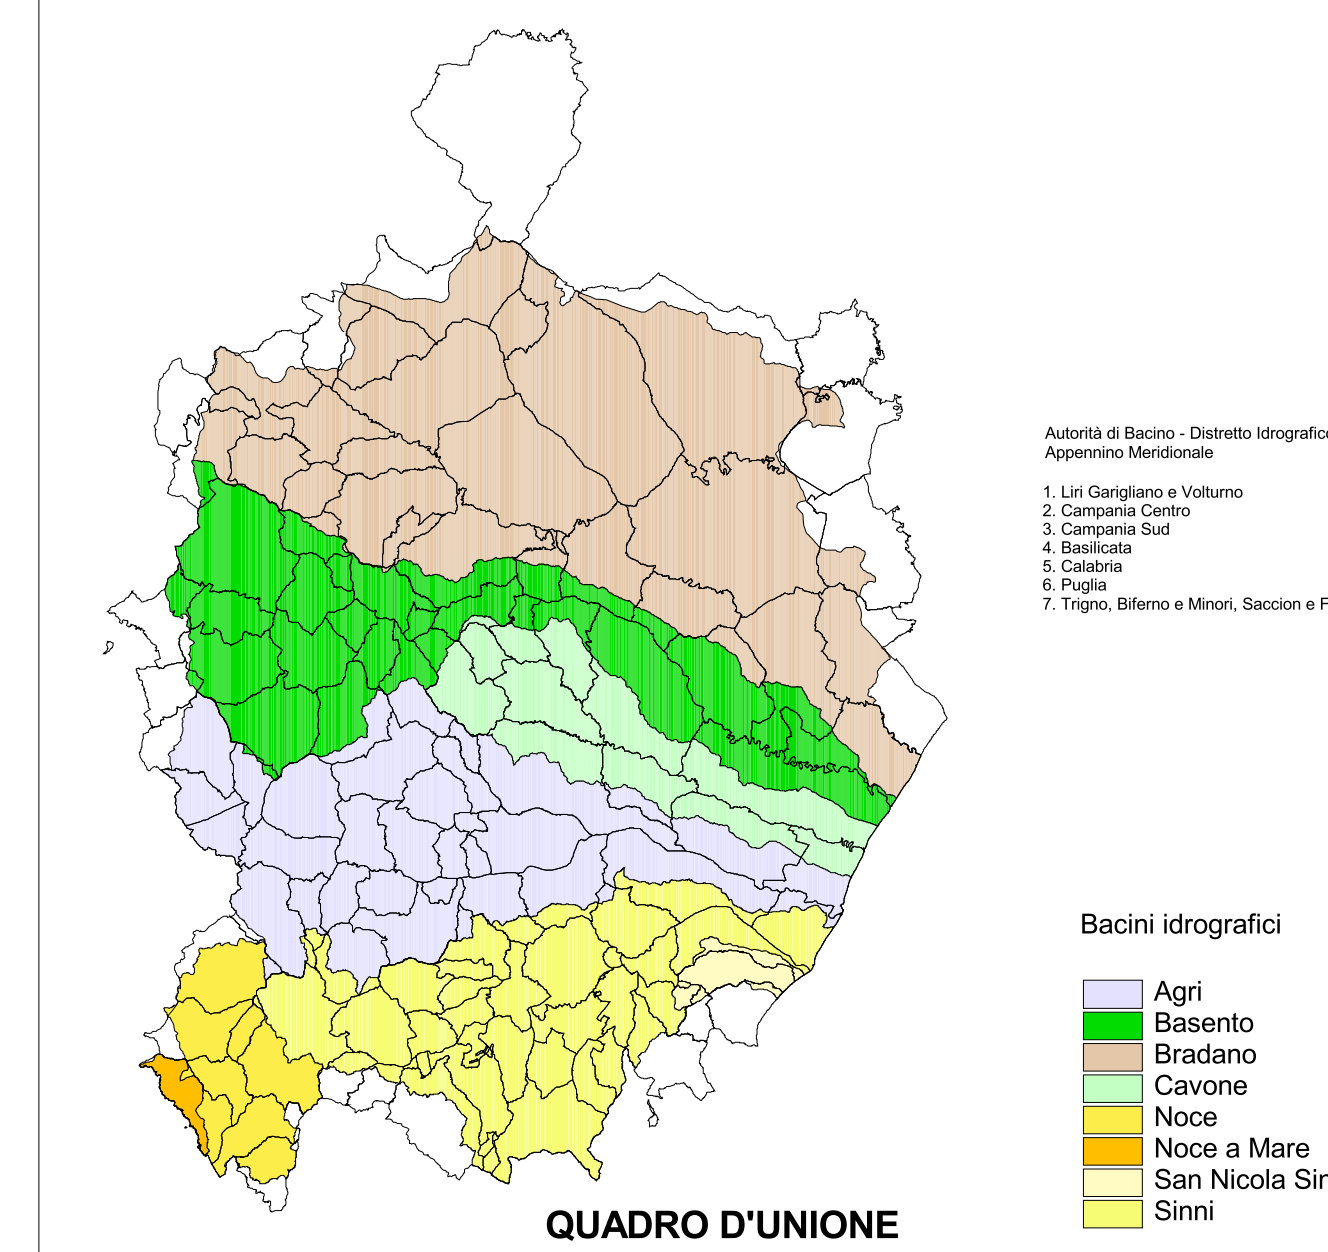 Autorità di Bacino - Distretto Idrografico
Appennino Meridionale
1. Liri Garigliano e Volturno
2. Campania Centro
3. Campania Sud
4. Basilicata
5. Calabria
6. Puglia
7. Trigno, Biferno e Minori, Saccion e F
Bacini idrografici
Agri
Basento
Bradano
Cavone
Noce
Noce a Mare
San Nicola Sin
Sinni
QUADRO D'UNIONE